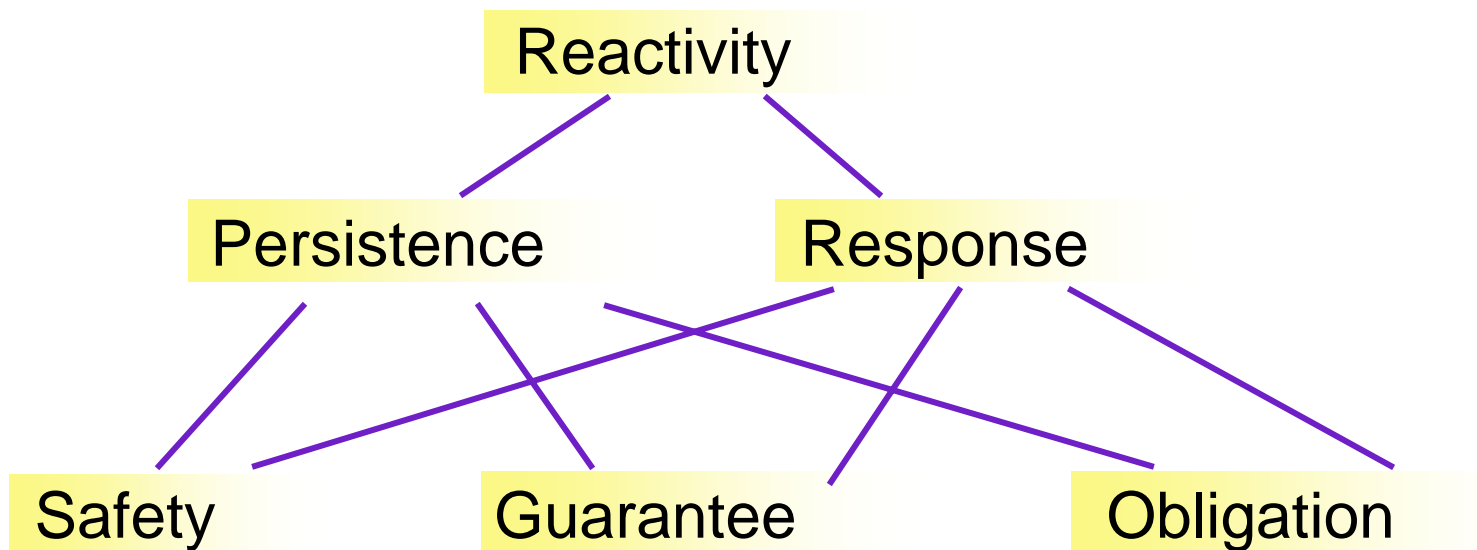 Reactivity
Persistence
Response
Safety
Guarantee
Obligation